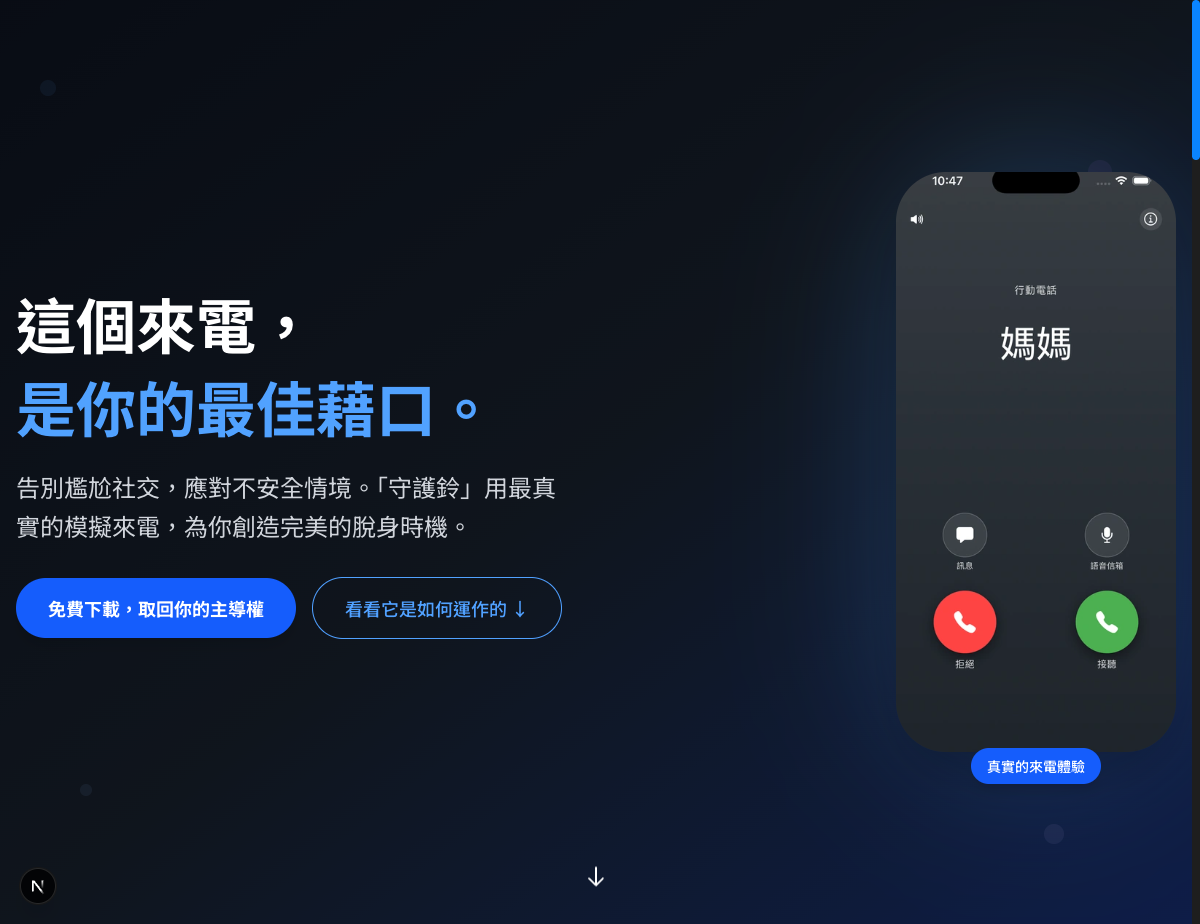 這個來電，
是你的最佳藉口。
告別尷尬社交，應對不安全情境。「守護鈴」用最真
實的模擬來電，為你創造完美的脫身時機。
免費下載，取回你的主導權
看看它是如何運作的 ↓
10:47
行動電話
媽媽
訊息
語音信箱
拒絕
接聽
真實的來電體驗
N